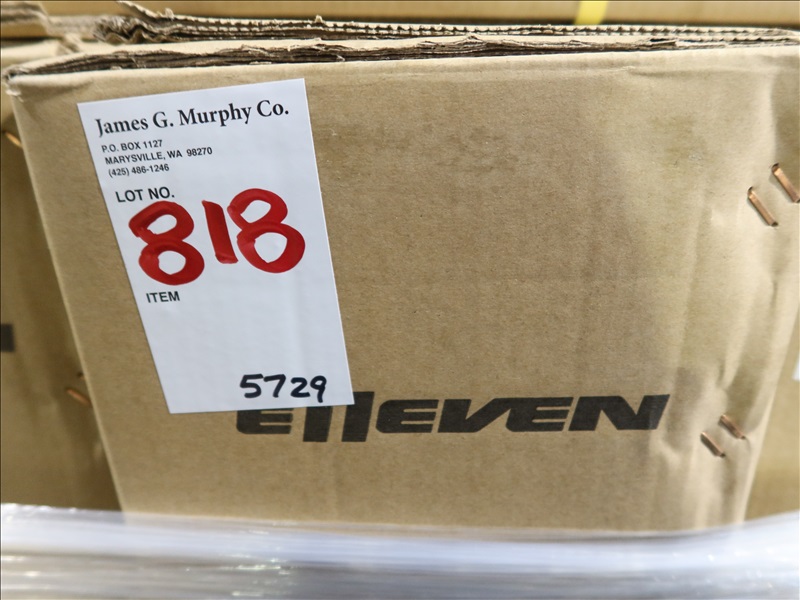 James G. Murphy Co.
P.O. BOX 1127
MARYSVILLE, WA 98270
(425) 486-1246
LOT NO.
818
ITEM
5729
ELLEVEN